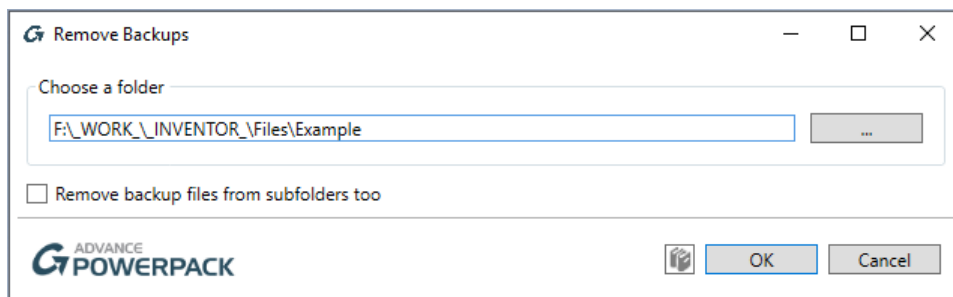 Remove Backups
Choose a folder
F:\_WORK_\_INVENTOR_\Files\Example
...
Remove backup files from subfolders too
ADVANCE
POWERPACK
OK
Cancel